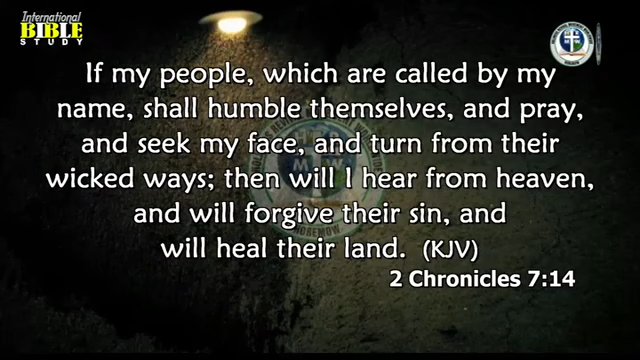 International
BIBLE
STUDY
If my people, which are called by my
name, shall humble themselves, and pray,
and seek my face, and turn from their
wicked ways; then will I hear from heaven,
and will forgive their sin, and
will heal their land. (KJV)
2 Chronicles 7:14